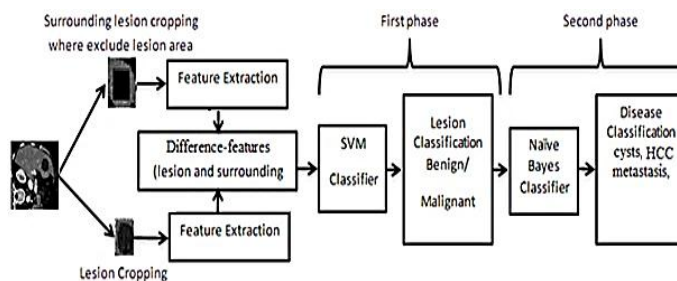 Surrounding lesion cropping
where exclude lesion area
First phase
Second phase
Feature Extraction
Difference-features
(lesion and surrounding
Feature Extraction
Lesion Cropping
SVM
Classifier
Lesion
Classification
Benign/
Malignant
Naïve
Bayes
Classifier
Disease
Classification
cysts, HCC
metastasis,